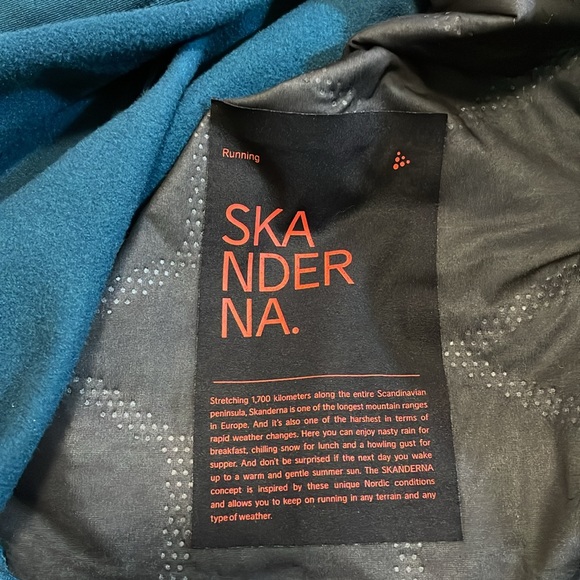 Running
SKA
NDER
NA.
Stretching 1,700 kilometers along the entire Scandinavian
peninsula, Skanderna is one of the longest mountain ranges
in Europe. And it's also one of the harshest in terms of
rapid weather changes. Here you can enjoy nasty rain for
breakfast, chilling snow for lunch and a howling gust for
supper. And don't be surprised if the next day you wake
up to a warm and gentle summer sun. The SKANDERNA
concept is inspired by these unique Nordic conditions
and allows you to keep on running in any terrain and any
type of weather.